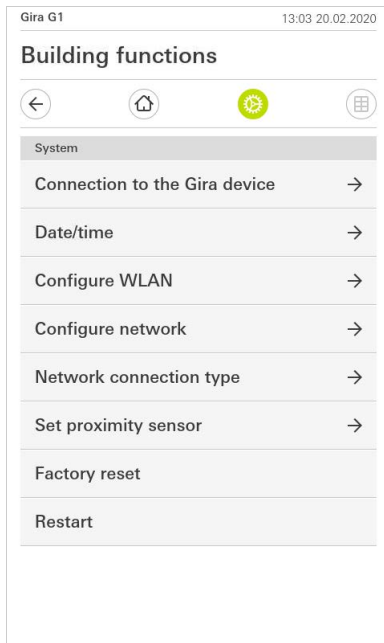 Gira G1 13:03 20.02.2020
Building functions
System
Connection to the Gira device
Date/time
Configure WLAN
Configure network
Network connection type
Set proximity sensor
Factory reset
Restart